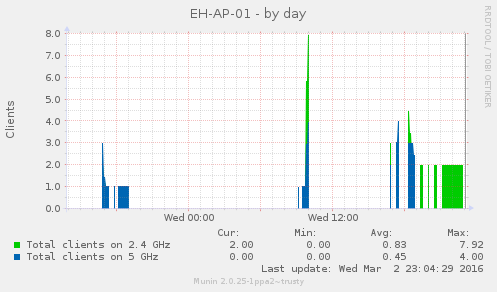 EH-AP-01 - by day
RRDTOOL / TOBI OETIKER
Clients
8.0
7.0
6.0
5.0
4.0
3.0
2.0
1.0
0.0
Wed 00:00 Wed 12:00
Cur: Min: Avg: Max:
Total clients on 2.4 GHz 2.00 0.00 0.83 7.92
Total clients on 5 GHz 0.00 0.00 0.45 4.00
Last update: Wed Mar 2 23:04:29 2016
Munin 2.0.25-1ppa2~trusty